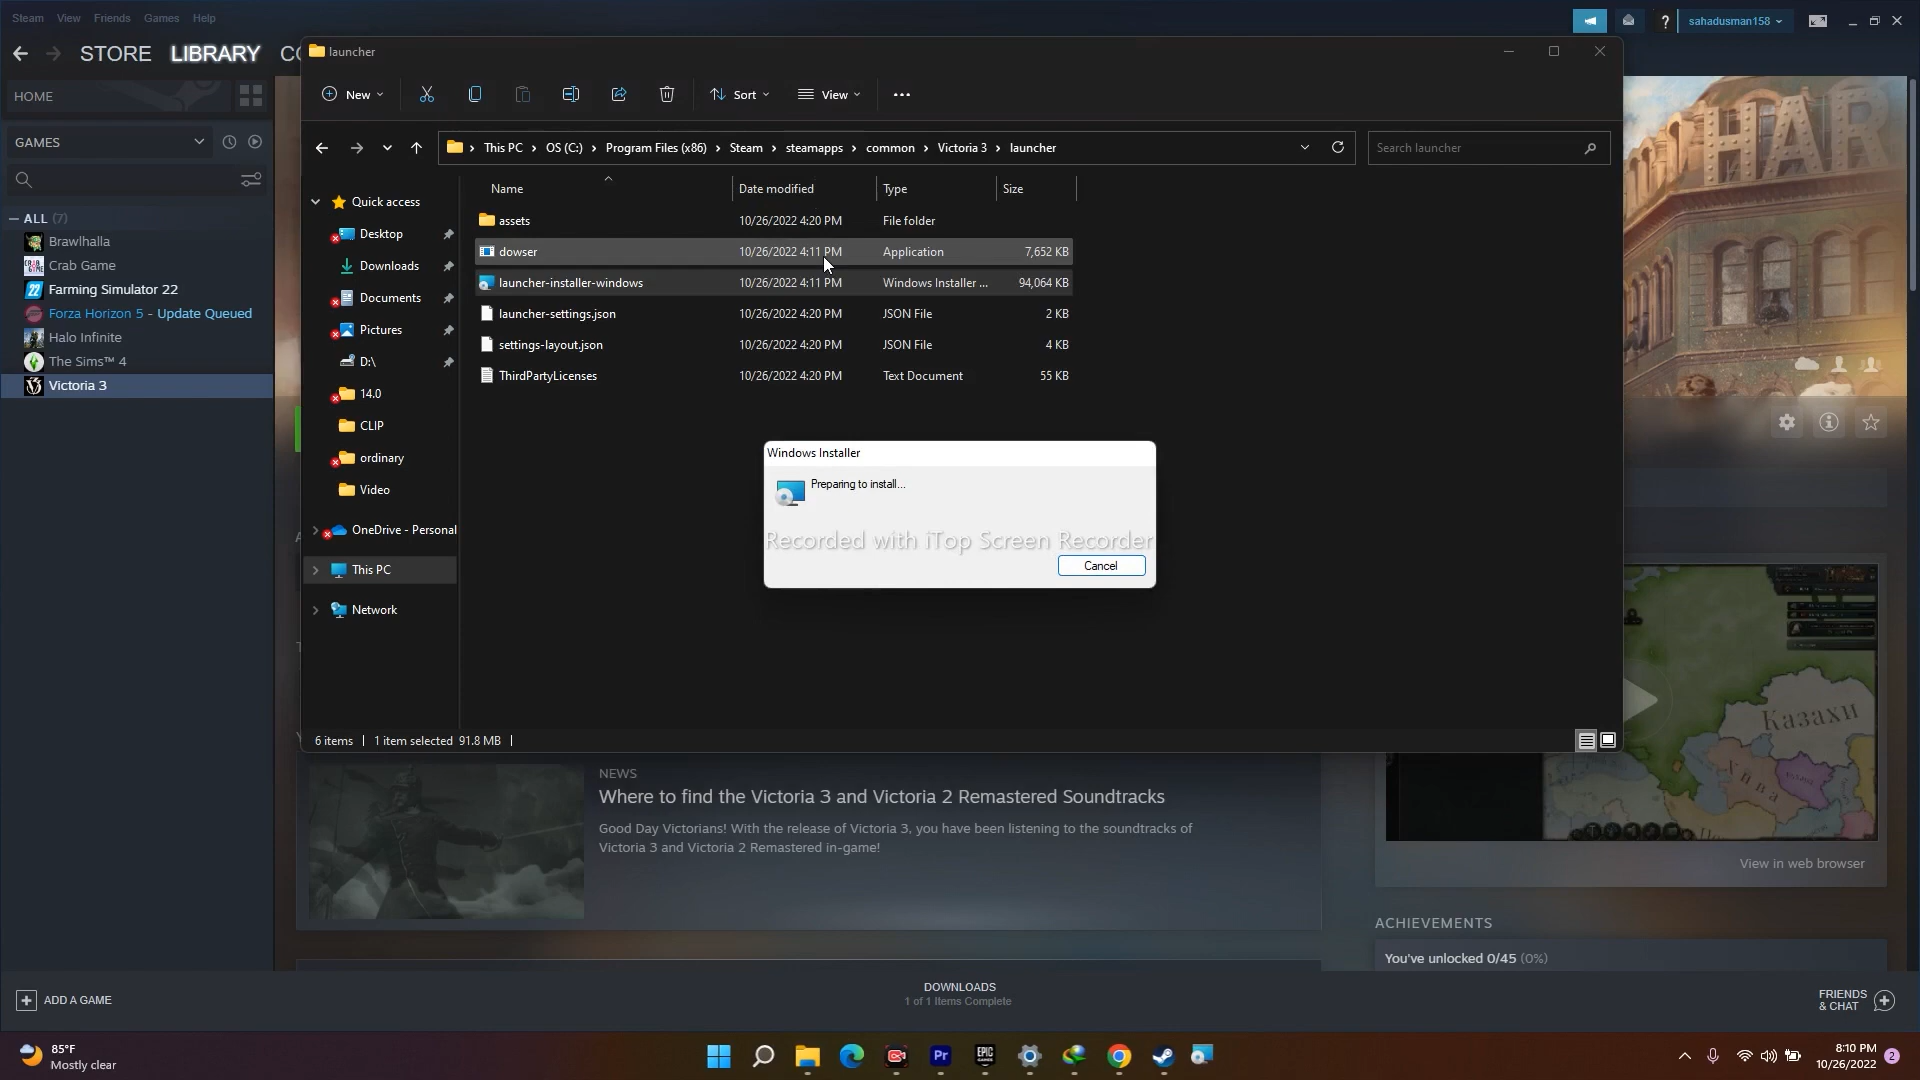 Steam View Friends Games Help
sahadusman158
STORE LIBRARY
launcher
New
Sort
View
HOME
GAMES
This PC > OS (C:) > Program Files (x86) > Steam > steamapps > common > Victoria 3 > launcher
Search launcher
Name Date modified Type Size
ALL (7)
Brawlhalla
Crab Game
Farming Simulator 22
Forza Horizon 5 - Update Queued
Halo Infinite
The Sims™ 4
Victoria 3
Quick access
Desktop
Downloads
Documents
Pictures
D:\
14.0
CLIP
ordinary
Video
OneDrive - Personal
This PC
Network
assets 10/26/2022 4:20 PM File folder
dowser 10/26/2022 4:11 PM Application 7,652 KB
launcher-installer-windows 10/26/2022 4:11 PM Windows Installer ... 94,064 KB
launcher-settings.json 10/26/2022 4:20 PM JSON File 2 KB
settings-layout.json 10/26/2022 4:20 PM JSON File 4 KB
ThirdPartyLicenses 10/26/2022 4:20 PM Text Document 55 KB
HAR
Windows Installer
Preparing to install...
Recorded with iTop Screen Recorder
Cancel
6 items 1 item selected 91.8 MB
Казахи
Хива
NEWS
Where to find the Victoria 3 and Victoria 2 Remastered Soundtracks
Good Day Victorians! With the release of Victoria 3, you have been listening to the soundtracks of
Victoria 3 and Victoria 2 Remastered in-game!
View in web browser
ACHIEVEMENTS
You've unlocked 0/45 (0%)
ADD A GAME
DOWNLOADS
1 of 1 Items Complete
FRIENDS
& CHAT
85°F
Mostly clear
Pr
EPIC
GAMES
8:10 PM
10/26/2022
2